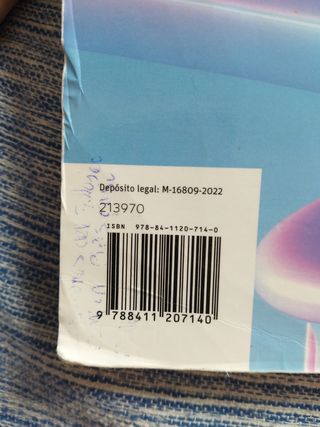 Depósito legal: M-16809-2022
213970
ISBN 978-84-1120-714-0
9 788411 207140